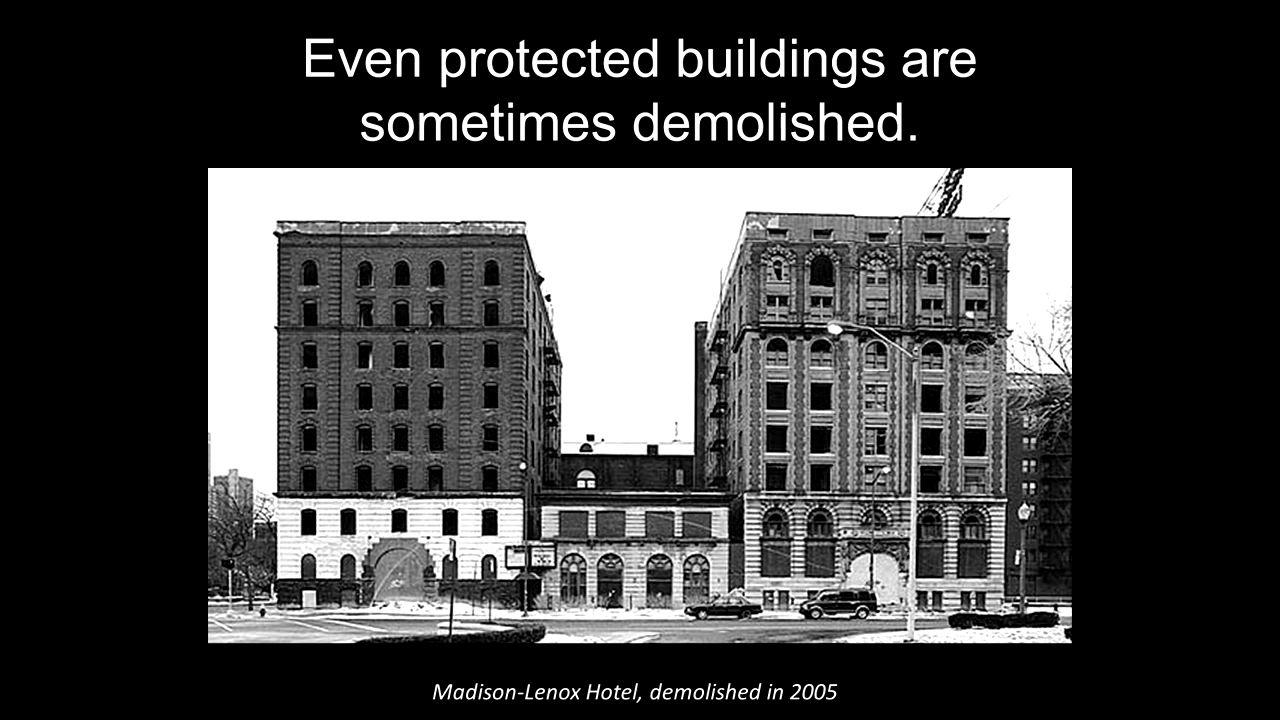 Even protected buildings are
sometimes demolished.
Madison-Lenox Hotel, demolished in 2005